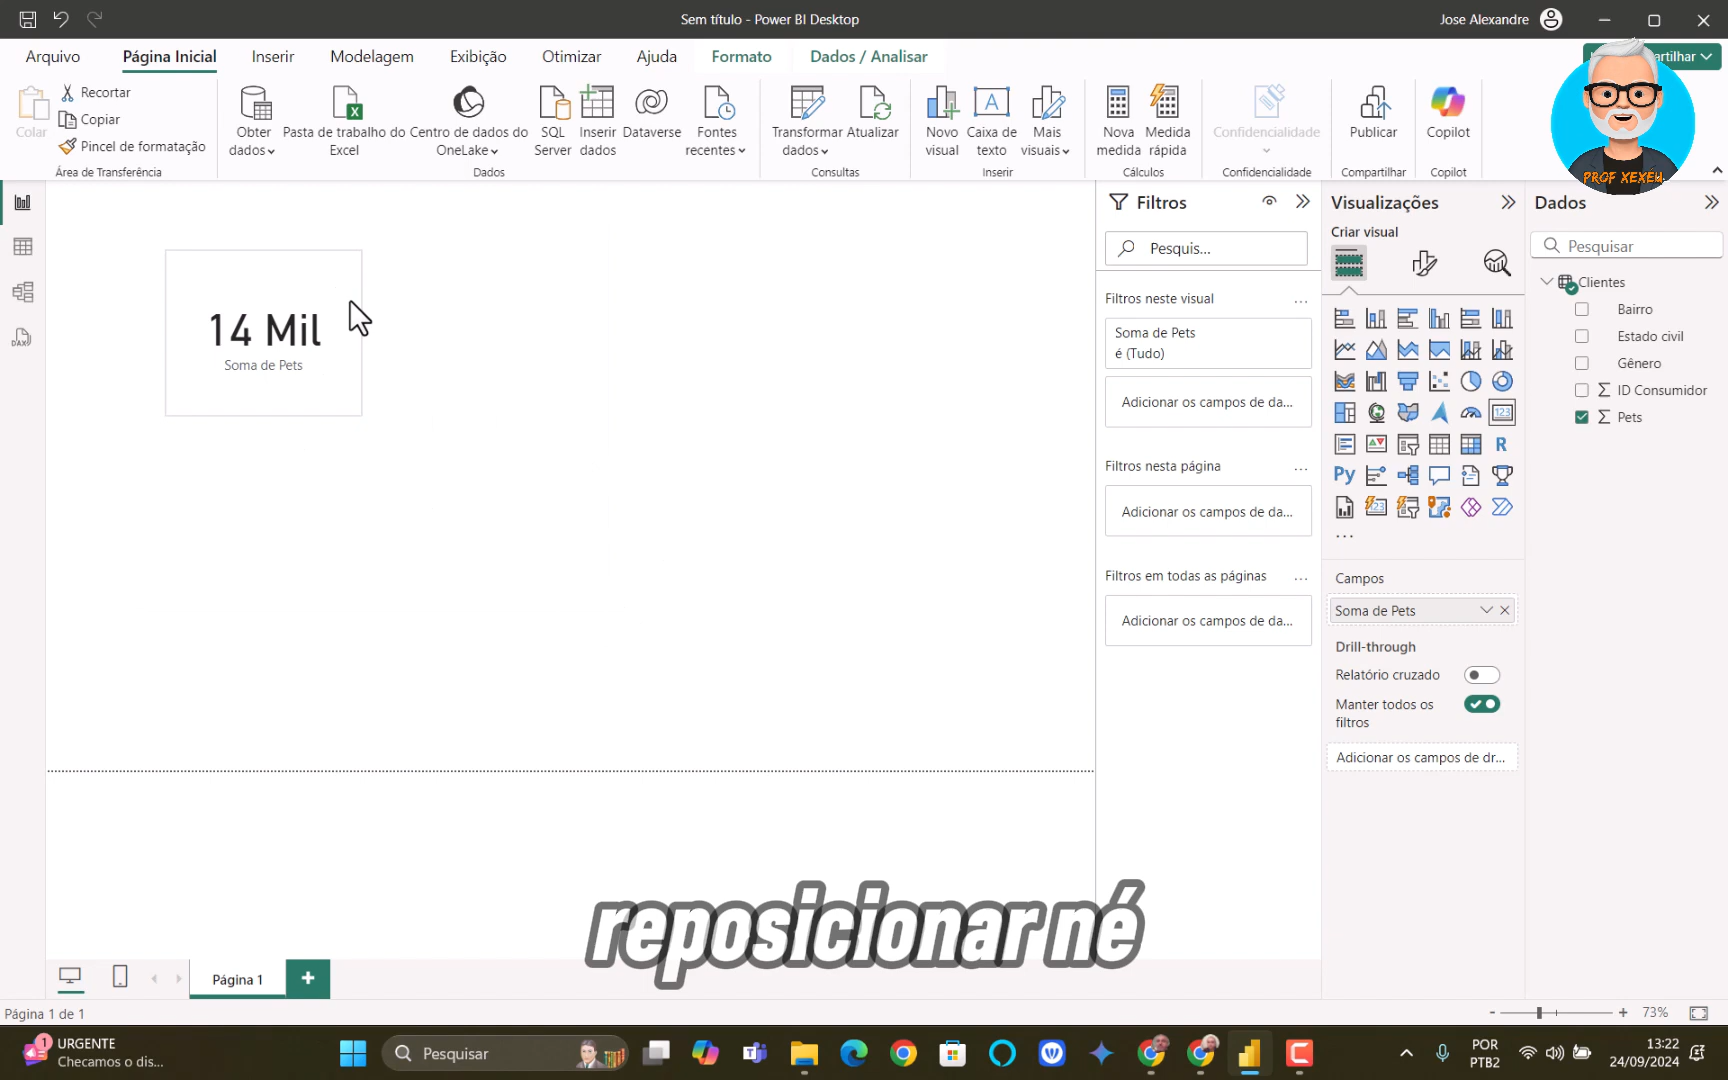 Sem título - Power BI Desktop
Jose Alexandre
Arquivo
Página Inicial
Inserir
Modelagem
Exibição
Otimizar
Ajuda
Formato
Dados / Analisar
artilhar
Colar
Recortar
Copiar
Pincel de formatação
Área de Transferência
Obter dados
Pasta de trabalho do Excel
Centro de dados do OneLake
SQL Server
Inserir dados
Dataverse
Fontes recentes
Dados
Transformar dados
Atualizar
Consultas
Novo visual
Caixa de texto
Mais visuais
Inserir
Nova medida
Medida rápida
Cálculos
Confidencialidade
Confidencialidade
Publicar
Compartilhar
Copilot
Copilot
PROF XEXEU
DAX
14 Mil
Soma de Pets
Filtros
Pesquis...
Filtros neste visual
...
Soma de Pets
é (Tudo)
Adicionar os campos de da...
Filtros nesta página
...
Adicionar os campos de da...
Filtros em todas as páginas
...
Adicionar os campos de da...
Visualizações
Criar visual
123
R
Py
123
...
Campos
Soma de Pets
Drill-through
Relatório cruzado
Manter todos os
filtros
Adicionar os campos de dr...
Dados
Pesquisar
Clientes
Bairro
Estado civil
Gênero
ID Consumidor
Pets
reposicionar né
Página 1
+
Página 1 de 1
- + 73%
1
URGENTE
Checamos o dis...
Pesquisar
POR
PTB2
13:22
24/09/2024